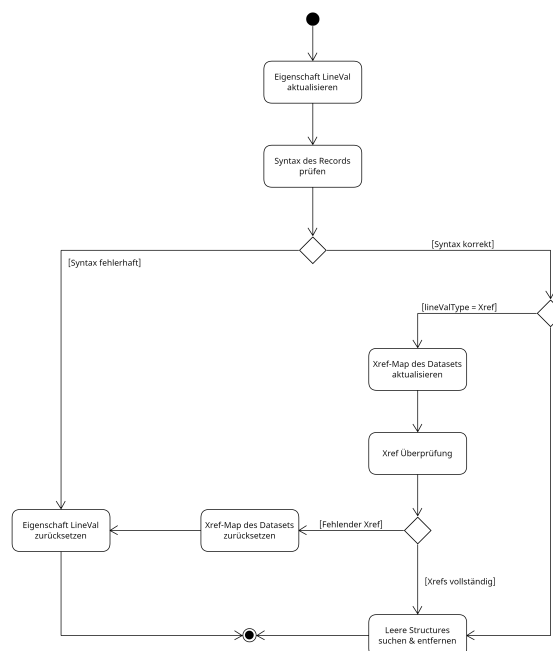 Eigenschaft LineVal
aktualisieren
Syntax des Records
prüfen
[Syntax korrekt]
[Syntax fehlerhaft]
[lineValType = Xref]
Xref-Map des Datasets
aktualisieren
Xref Überprüfung
Eigenschaft LineVal
zurücksetzen
Xref-Map des Datasets
zurücksetzen
[Fehlender Xref]
[Xrefs vollständig]
Leere Structures
suchen & entfernen